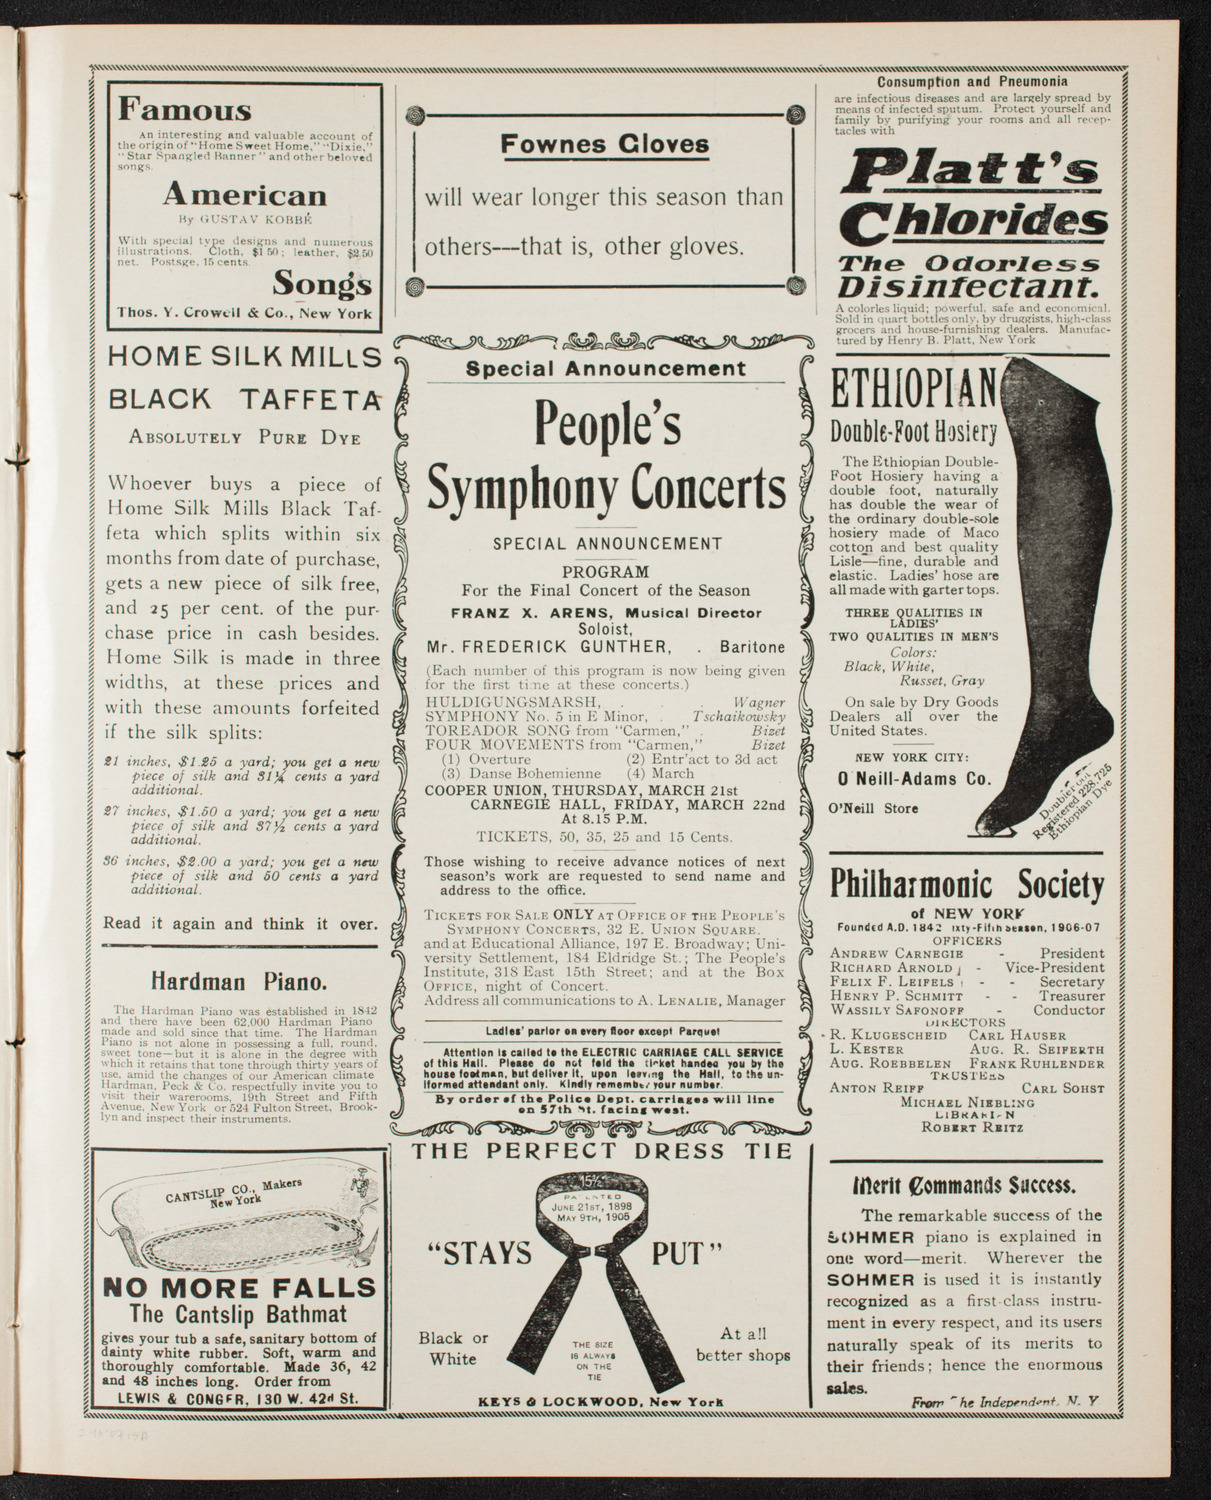 Famous
An interesting and valuable account of
the origin of "Home Sweet Home," "Dixie,"
"Star Spangled Banner" and other beloved
songs.
American
By GUSTAV KOBBÉ
With special type designs and numerous
illustrations. Cloth, $1 50; leather, $2.50
net. Postsge, 15 cents.
Songs
Thos. Y. Crowell & Co., New York
HOME SILK MILLS
BLACK TAFFETA
ABSOLUTELY PURE DYE
Whoever buys a piece of
Home Silk Mills Black Taf-
feta which splits within six
months from date of purchase,
gets a new piece of silk free,
and 25 per cent. of the pur-
chase price in cash besides.
Home Silk is made in three
widths, at these prices and
with these amounts forfeited
if the silk splits:
21 inches, $1.25 a yard; you get a new
piece of silk and 31¼ cents a yard
additional.
27 inches, $1.50 a yard; you get a new
piece of silk and 37½ cents a yard
additional.
36 inches, $2.00 a yard; you get a new
piece of silk and 50 cents a yard
additional.
Read it again and think it over.
Hardman Piano.
The Hardman Piano was established in 1842
and there have been 62,000 Hardman Piano
made and sold since that time. The Hardman
Piano is not alone in possessing a full, round,
sweet tone—but it is alone in the degree with
which it retains that tone through thirty years of
use, amid the changes of our American climate
Hardman, Peck & Co. respectfully invite you to
visit their warerooms, 19th Street and Fifth
Avenue, New York or 524 Fulton Street, Brook-
lyn and inspect their instruments.
CANTSLIP CO., Makers
New York
NO MORE FALLS
The Cantslip Bathmat
gives your tub a safe, sanitary bottom of
dainty white rubber. Soft, warm and
thoroughly comfortable. Made 36, 42
and 48 inches long. Order from
LEWIS & CONGER, 130 W. 42d St.
Fownes Gloves
will wear longer this season than
others---that is, other gloves.
Special Announcement
People's
Symphony Concerts
SPECIAL ANNOUNCEMENT
PROGRAM
For the Final Concert of the Season
FRANZ X. ARENS, Musical Director
Soloist,
Mr. FREDERICK GUNTHER, . Baritone
(Each number of this program is now being given
for the first time at these concerts.)
HULDIGUNGSMARSH, . . . Wagner
SYMPHONY No. 5 in E Minor, . Tschaikowsky
TOREADOR SONG from "Carmen," . Bizet
FOUR MOVEMENTS from "Carmen," Bizet
(1) Overture (2) Entr'act to 3d act
(3) Danse Bohemienne (4) March
COOPER UNION, THURSDAY, MARCH 21st
CARNEGIE HALL, FRIDAY, MARCH 22nd
At 8.15 P.M.
TICKETS, 50, 35, 25 and 15 Cents.
Those wishing to receive advance notices of next
season's work are requested to send name and
address to the office.
TICKETS FOR SALE ONLY AT OFFICE OF THE PEOPLE'S
SYMPHONY CONCERTS, 32 E. UNION SQUARE.
and at Educational Alliance, 197 E. Broadway; Uni-
versity Settlement, 184 Eldridge St.; The People's
Institute, 318 East 15th Street; and at the Box
OFFICE, night of Concert.
Address all communications to A. LENALIE, Manager
Ladies' parlor on every floor except Parquet
Attention is called to the ELECTRIC CARRIAGE CALL SERVICE
of this Hall. Please do not fold the ticket handed you by the
house footman, but deliver it, upon leaving the Hall, to the un-
iformed attendant only. Kindly remember your number.
By order of the Police Dept. carriages will line
on 57th St. facing west.
THE PERFECT DRESS TIE
15½
PATENTED
JUNE 21ST, 1898
MAY 9TH, 1905
"STAYS PUT"
Black or
White
THE SIZE
IS ALWAYS
ON THE
TIE
At all
better shops
KEYS & LOCKWOOD, New York
Consumption and Pneumonia
are infectious diseases and are largely spread by
means of infected sputum. Protect yourself and
family by purifying your rooms and all recep-
tacles with
Platt's
Chlorides
The Odorless
Disinfectant.
A colorles liquid; powerful, safe and economical.
Sold in quart bottles only, by druggists, high-class
grocers and house-furnishing dealers. Manufac-
tured by Henry B. Platt, New York
ETHIOPIAN
Double-Foot Hosiery
The Ethiopian Double-
Foot Hosiery having a
double foot, naturally
has double the wear of
the ordinary double-sole
hosiery made of Maco
cotton and best quality
Lisle—fine, durable and
elastic. Ladies' hose are
all made with garter tops.
THREE QUALITIES IN
LADIES'
TWO QUALITIES IN MEN'S
Colors:
Black, White,
Russet, Gray
On sale by Dry Goods
Dealers all over the
United States.
NEW YORK CITY:
O Neill-Adams Co.
O'Neill Store
Registered 228,725
Ethiopian Dye
Philharmonic Society
of NEW YORK
Founded A.D. 1842 ixty-Fifth Season, 1906-07
OFFICERS
ANDREW CARNEGIE - President
RICHARD ARNOLD - Vice-President
FELIX F. LEIFELS - - Secretary
HENRY P. SCHMITT - - Treasurer
WASSILY SAFONOFF - Conductor
DIRECTORS
R. KLUGESCHEID CARL HAUSER
L. KESTER AUG. R. SEIFERTH
AUG. ROEBBELEN FRANK RUHLENDER
TRUSTEES
ANTON REIFF CARL SOHST
MICHAEL NIEBLING
LIBRARIAN
ROBERT REITZ
Merit Commands Success.
The remarkable success of the
SOHMER piano is explained in
one word—merit. Wherever the
SOHMER is used it is instantly
recognized as a first-class instru-
ment in every respect, and its users
naturally speak of its merits to
their friends; hence the enormous
sales.
From The Independent, N. Y